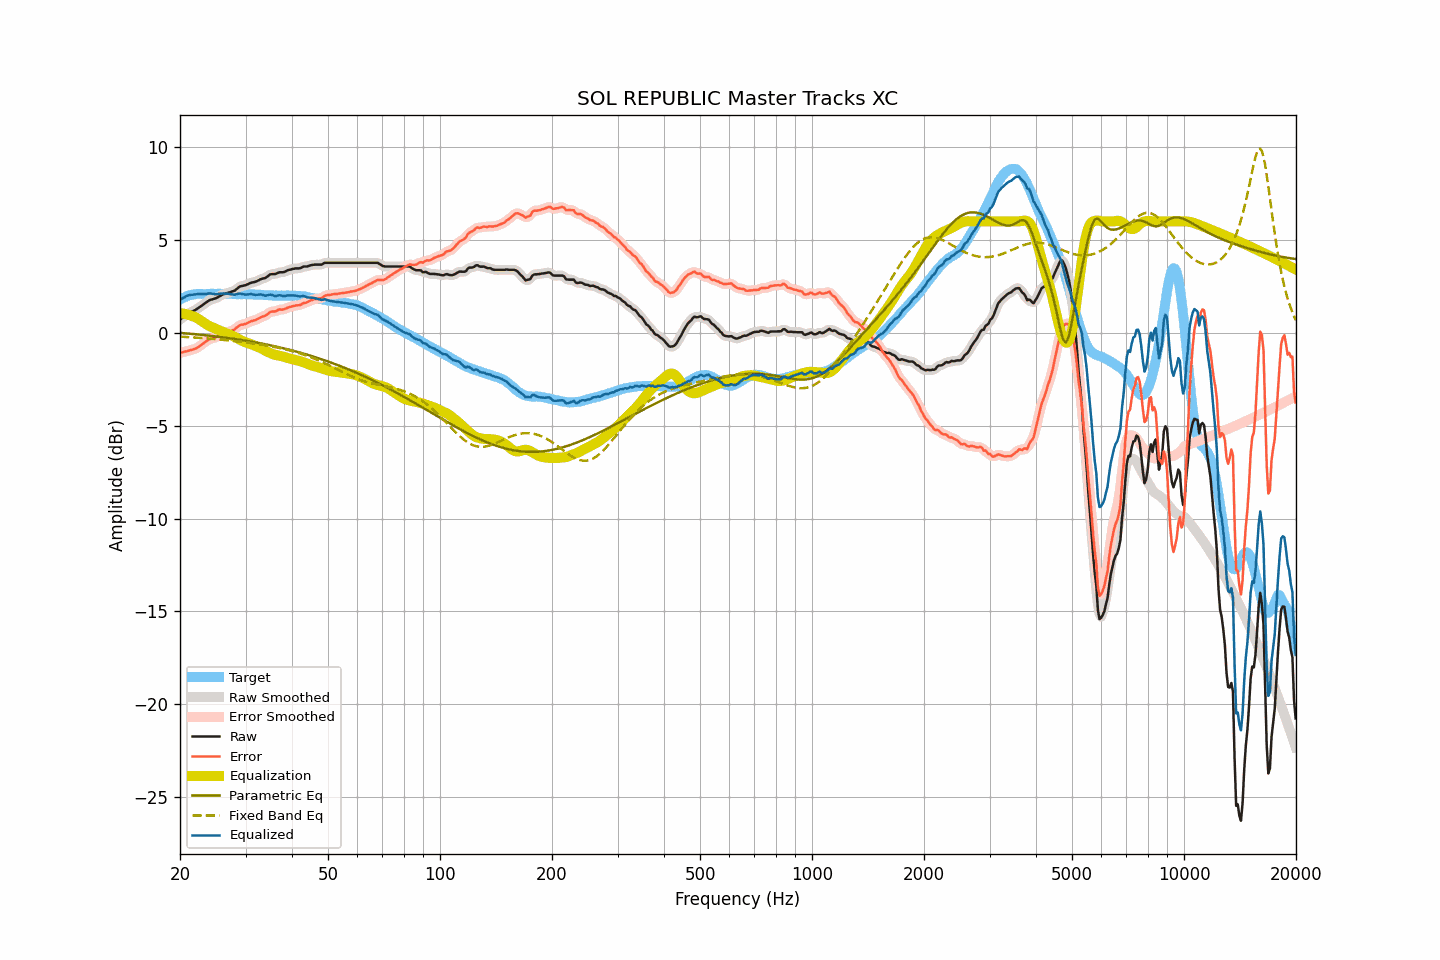 SOL REPUBLIC Master Tracks XC
10
5
0
−5
−10
−15
−20
−25
Amplitude (dBr)
Target
Raw Smoothed
Error Smoothed
Raw
Error
Equalization
Parametric Eq
Fixed Band Eq
Equalized
20 50 100 200 500 1000 2000 5000 10000 20000
Frequency (Hz)